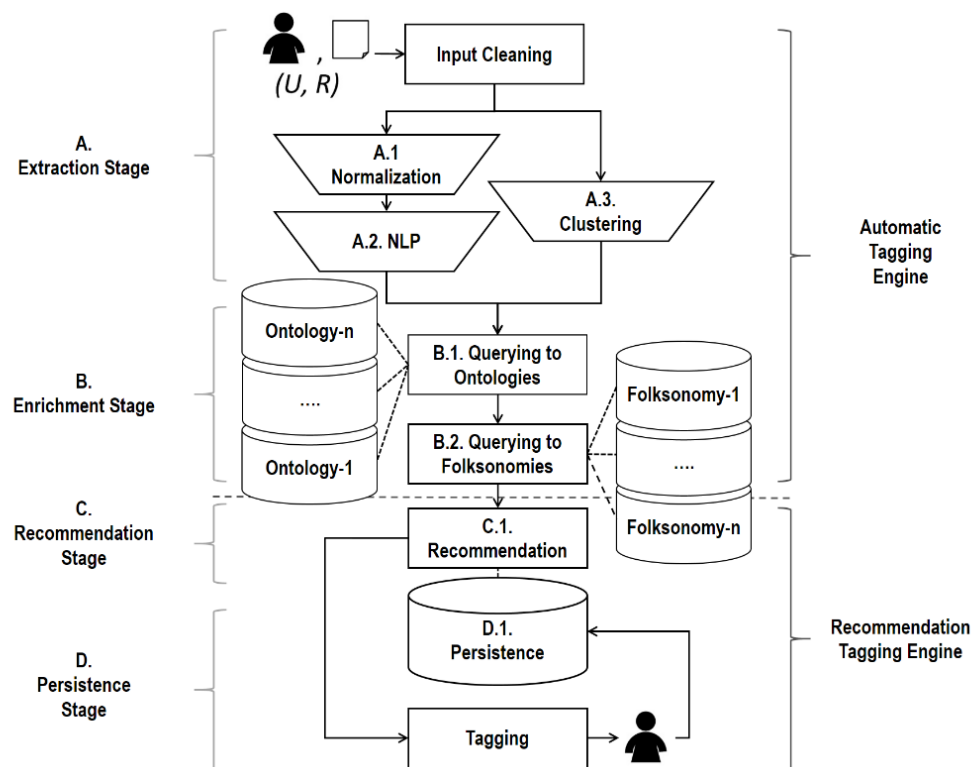 ,
(U, R)
Input Cleaning
A.
Extraction Stage
A.1
Normalization
A.2. NLP
A.3.
Clustering
Automatic
Tagging
Engine
B.
Enrichment Stage
Ontology-n
....
Ontology-1
B.1. Querying to
Ontologies
B.2. Querying to
Folksonomies
Folksonomy-1
....
Folksonomy-n
C.
Recommendation
Stage
C.1.
Recommendation
D.
Persistence
Stage
D.1.
Persistence
Tagging
Recommendation
Tagging Engine